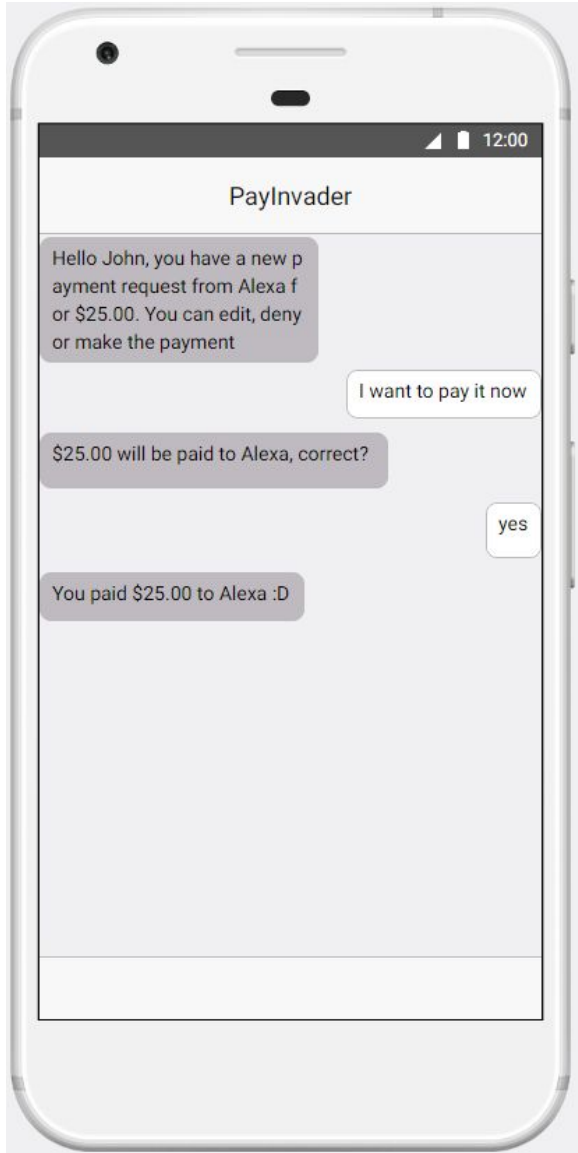 12:00
PayInvader
Hello John, you have a new p
ayment request from Alexa f
or $25.00. You can edit, deny
or make the payment
I want to pay it now
$25.00 will be paid to Alexa, correct?
yes
You paid $25.00 to Alexa :D